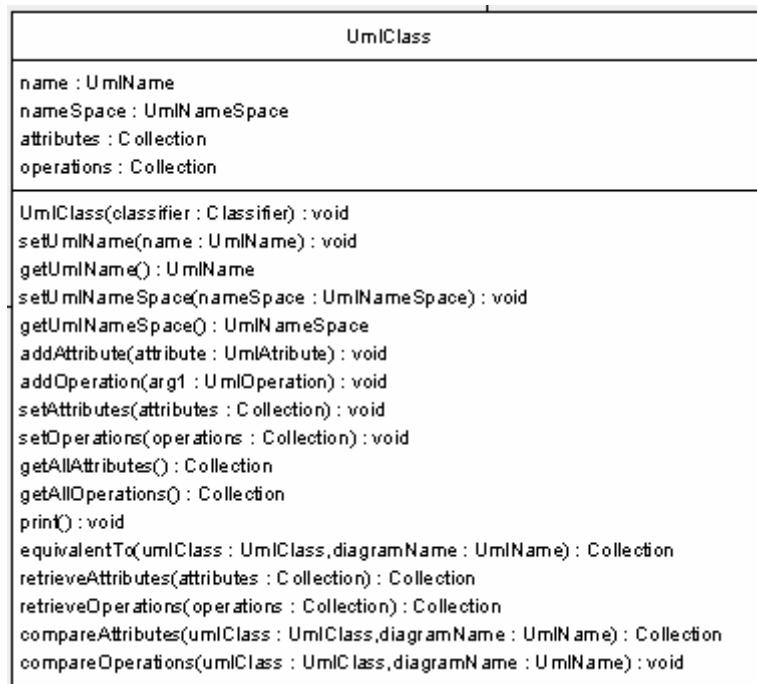 UmlClass
name : UmlName
nameSpace : UmlNameSpace
attributes : Collection
operations : Collection
UmlClass(classifier : Classifier) : void
setUmlName(name : UmlName) : void
getUmlName() : UmlName
setUmlNameSpace(nameSpace : UmlNameSpace) : void
getUmlNameSpace() : UmlNameSpace
addAttribute(attribute : UmlAtribute) : void
addOperation(arg1 : UmlOperation) : void
setAttributes(attributes : Collection) : void
setOperations(operations : Collection) : void
getAllAttributes() : Collection
getAllOperations() : Collection
print() : void
equivalentTo(umlClass : UmlClass,diagramName : UmlName) : Collection
retrieveAttributes(attributes : Collection) : Collection
retrieveOperations(operations : Collection) : Collection
compareAttributes(umlClass : UmlClass,diagramName : UmlName) : Collection
compareOperations(umlClass : UmlClass,diagramName : UmlName) : void